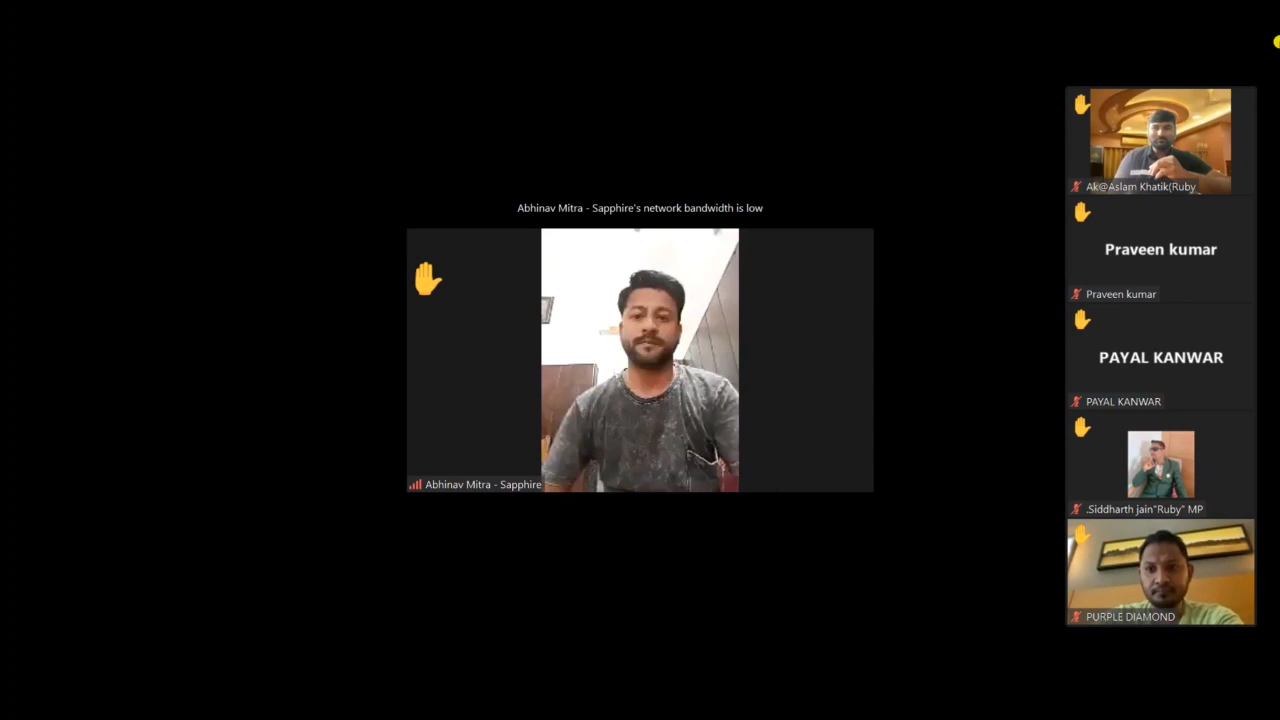 Abhinav Mitra - Sapphire's network bandwidth is low
Abhinav Mitra - Sapphire
Ak@Aslam Khatik(Ruby
Praveen kumar
Praveen kumar
PAYAL KANWAR
PAYAL KANWAR
.Siddharth jain"Ruby" MP
PURPLE DIAMOND